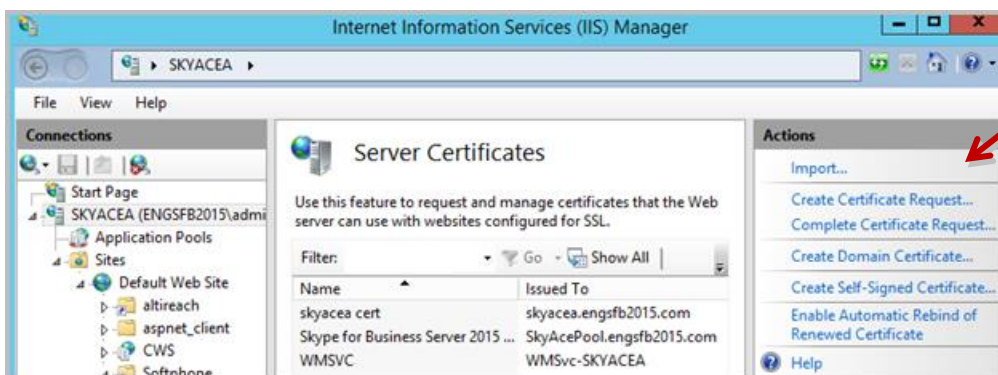 Internet Information Services (IIS) Manager
SKYACEA
File View Help
Connections
Start Page
SKYACEA (ENGSFB2015\admi
Application Pools
Sites
Default Web Site
altireach
aspnet_client
CWS
Softphone
Server Certificates
Use this feature to request and manage certificates that the Web
server can use with websites configured for SSL.
Filter: Go Show All
Name Issued To
skyacea cert skyacea.engsfb2015.com
Skype for Business Server 2015 ... SkyAcePool.engsfb2015.com
WMSVC WMSvc-SKYACEA
Actions
Import...
Create Certificate Request...
Complete Certificate Request...
Create Domain Certificate...
Create Self-Signed Certificate...
Enable Automatic Rebind of
Renewed Certificate
Help